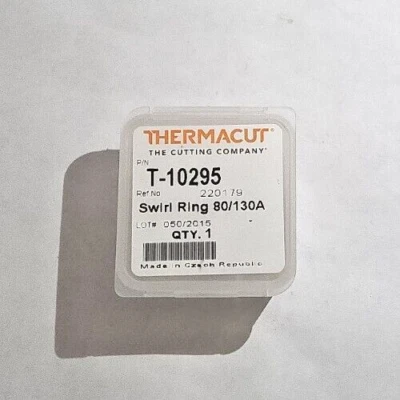 THERMACUT®
THE CUTTING COMPANY®
P/N
T-10295
Ref No 220179
Swirl Ring 80/130A
LOT# 050/2015
QTY. 1
Made in Czech Republic